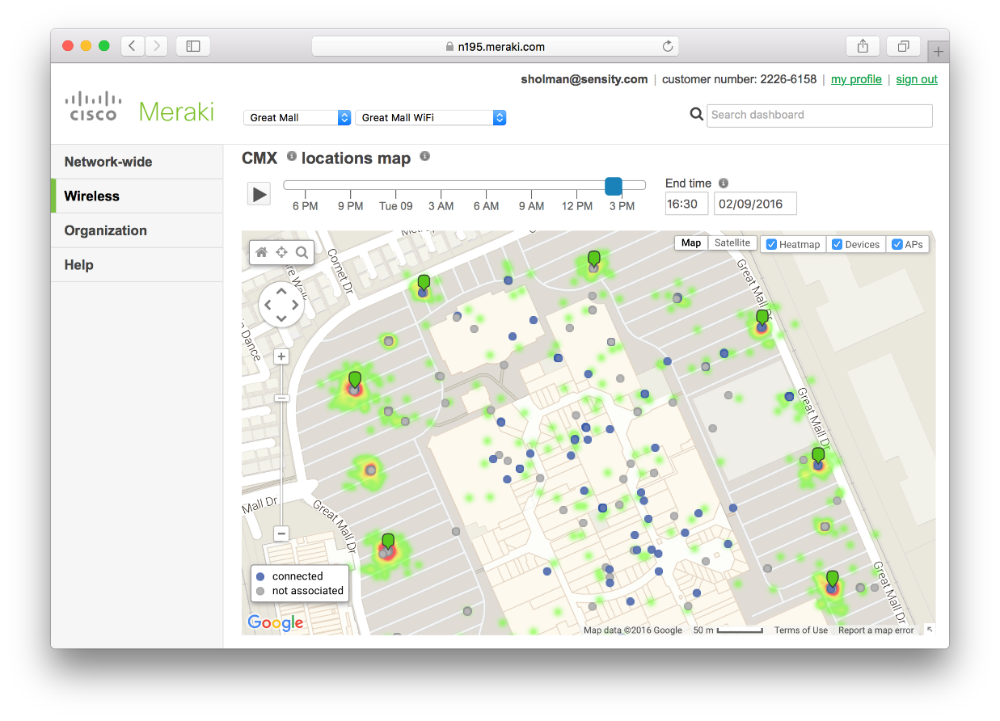 n195.meraki.com
sholman@sensity.com | customer number: 2226-6158 | my profile | sign out
CISCO Meraki
Great Mall Great Mall WiFi Search dashboard
Network-wide
Wireless
Organization
Help
CMX locations map
End time
16:30 02/09/2016
6 PM 9 PM Tue 09 3 AM 6 AM 9 AM 12 PM 3 PM
Map Satellite Heatmap Devices APs
Comet Dr
Great Mall Dr
Dance
Great Mall Dr
Mall Dr
Great Mall Dr
Great Mall Dr
connected
not associated
Google
Map data ©2016 Google 50 m Terms of Use Report a map error